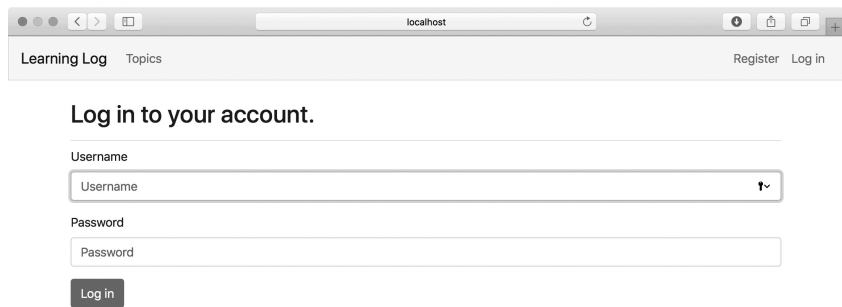 localhost
Learning Log Topics Register Log in
Log in to your account.
Username
Username
Password
Password
Log in